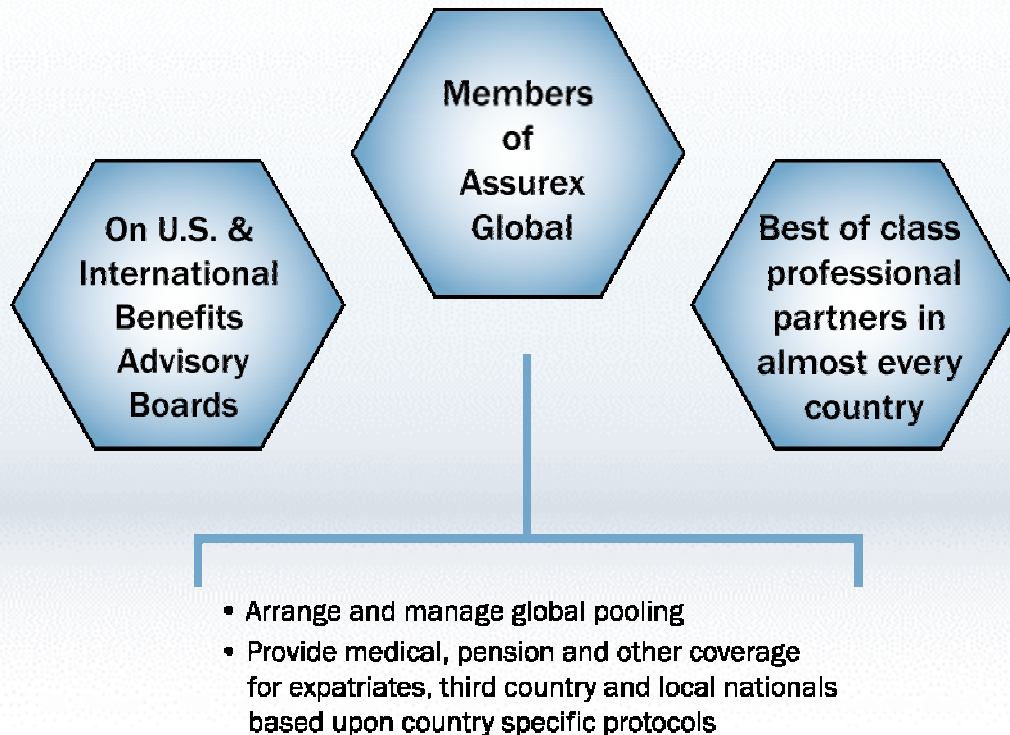 Members
of
Assurex
Global
On U.S. &
International
Benefits
Advisory
Boards
Best of class
professional
partners in
almost every
country
• Arrange and manage global pooling
• Provide medical, pension and other coverage
for expatriates, third country and local nationals
based upon country specific protocols